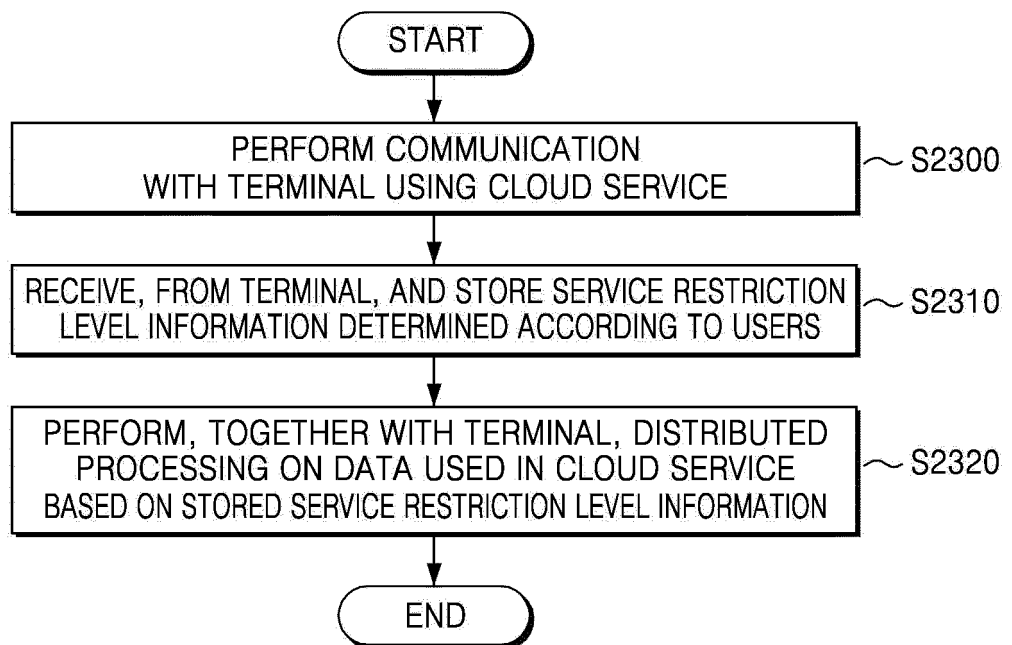 START
PERFORM COMMUNICATION
WITH TERMINAL USING CLOUD SERVICE
S2300
RECEIVE, FROM TERMINAL, AND STORE SERVICE RESTRICTION
LEVEL INFORMATION DETERMINED ACCORDING TO USERS
S2310
PERFORM, TOGETHER WITH TERMINAL, DISTRIBUTED
PROCESSING ON DATA USED IN CLOUD SERVICE
BASED ON STORED SERVICE RESTRICTION LEVEL INFORMATION
S2320
END